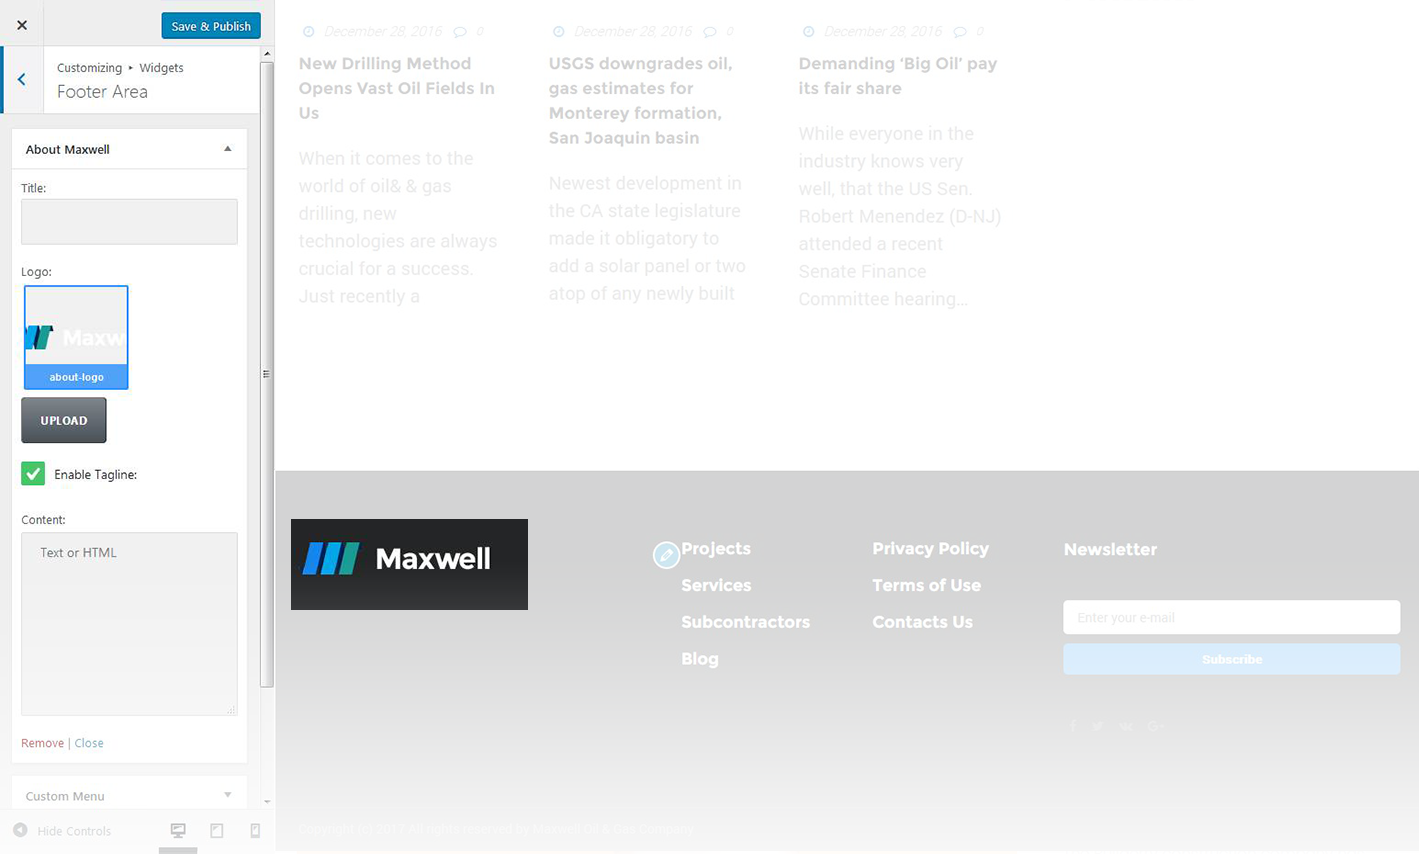 Save & Publish
Customizing ▸ Widgets
Footer Area
About Maxwell
Title:
Logo:
Maxw
about-logo
UPLOAD
Enable Tagline:
Content:
Text or HTML
Remove | Close
Custom Menu
Hide Controls
December 28, 2016 0
New Drilling Method
Opens Vast Oil Fields In
Us
When it comes to the
world of oil& & gas
drilling, new
technologies are always
crucial for a success.
Just recently a
December 28, 2016 0
USGS downgrades oil,
gas estimates for
Monterey formation,
San Joaquin basin
Newest development in
the CA state legislature
made it obligatory to
add a solar panel or two
atop of any newly built
December 28, 2016 0
Demanding ‘Big Oil’ pay
its fair share
While everyone in the
industry knows very
well, that the US Sen.
Robert Menendez (D-NJ)
attended a recent
Senate Finance
Committee hearing...
Maxwell
Projects
Services
Subcontractors
Blog
Privacy Policy
Terms of Use
Contacts Us
Newsletter
Enter your e-mail
Subscribe